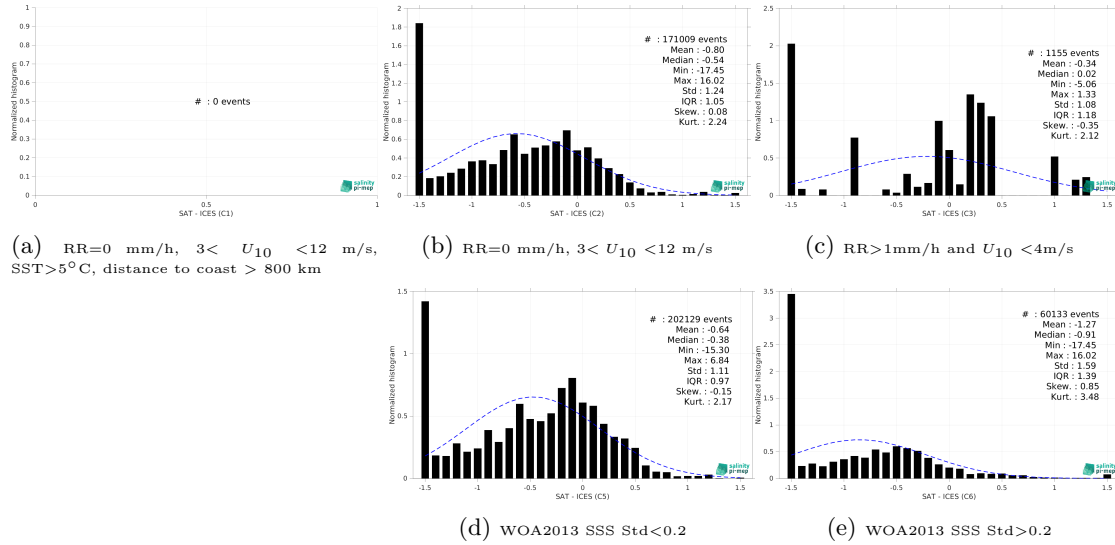 1
0.9
0.8
0.7
0.6
0.5
0.4
0.3
0.2
0.1
0
Normalized histogram
# : 0 events
0
0.5
1
SAT - ICES (C1)
salinity
pi-mep
(a) RR=0 mm/h, 3< U10 <12 m/s,
SST>5°C, distance to coast > 800 km
2
1.8
1.6
1.4
1.2
1
0.8
0.6
0.4
0.2
0
Normalized histogram
# : 171009 events
Mean : -0.80
Median : -0.54
Min : -17.45
Max : 16.02
Std : 1.24
IQR : 1.05
Skew. : 0.08
Kurt. : 2.24
-1.5
-1
-0.5
0
0.5
1
1.5
SAT - ICES (C2)
salinity
pi-mep
(b) RR=0 mm/h, 3< U10 <12 m/s
2.5
2
1.5
1
0.5
0
Normalized histogram
# : 1155 events
Mean : -0.34
Median : 0.02
Min : -5.06
Max : 1.33
Std : 1.08
IQR : 1.18
Skew. : -0.35
Kurt. : 2.12
-1.5
-1
-0.5
0
0.5
1
1.5
SAT - ICES (C3)
salinity
pi-mep
(c) RR>1mm/h and U10 <4m/s
1.5
1
0.5
0
Normalized histogram
# : 202129 events
Mean : -0.64
Median : -0.38
Min : -15.30
Max : 6.84
Std : 1.11
IQR : 0.97
Skew. : -0.15
Kurt. : 2.17
-1.5
-1
-0.5
0
0.5
1
1.5
SAT - ICES (C5)
salinity
pi-mep
(d) WOA2013 SSS Std<0.2
3.5
3
2.5
2
1.5
1
0.5
0
Normalized histogram
# : 60133 events
Mean : -1.27
Median : -0.91
Min : -17.45
Max : 16.02
Std : 1.59
IQR : 1.39
Skew. : 0.85
Kurt. : 3.48
-1.5
-1
-0.5
0
0.5
1
1.5
SAT - ICES (C6)
salinity
pi-mep
(e) WOA2013 SSS Std>0.2